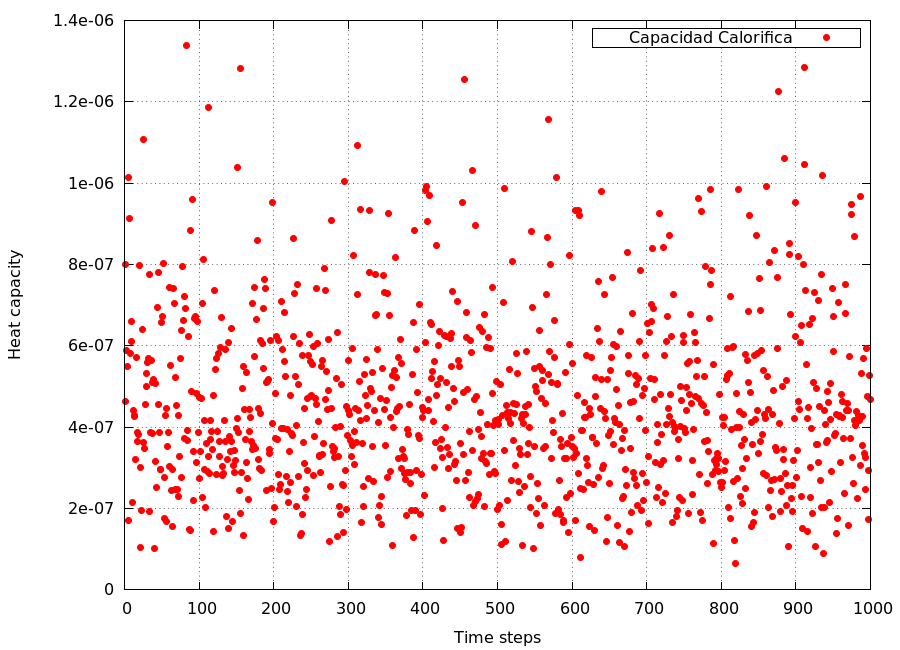 1.4e-06
1.2e-06
1e-06
8e-07
6e-07
4e-07
2e-07
0
Heat capacity
Capacidad Calorifica
0 100 200 300 400 500 600 700 800 900 1000
Time steps